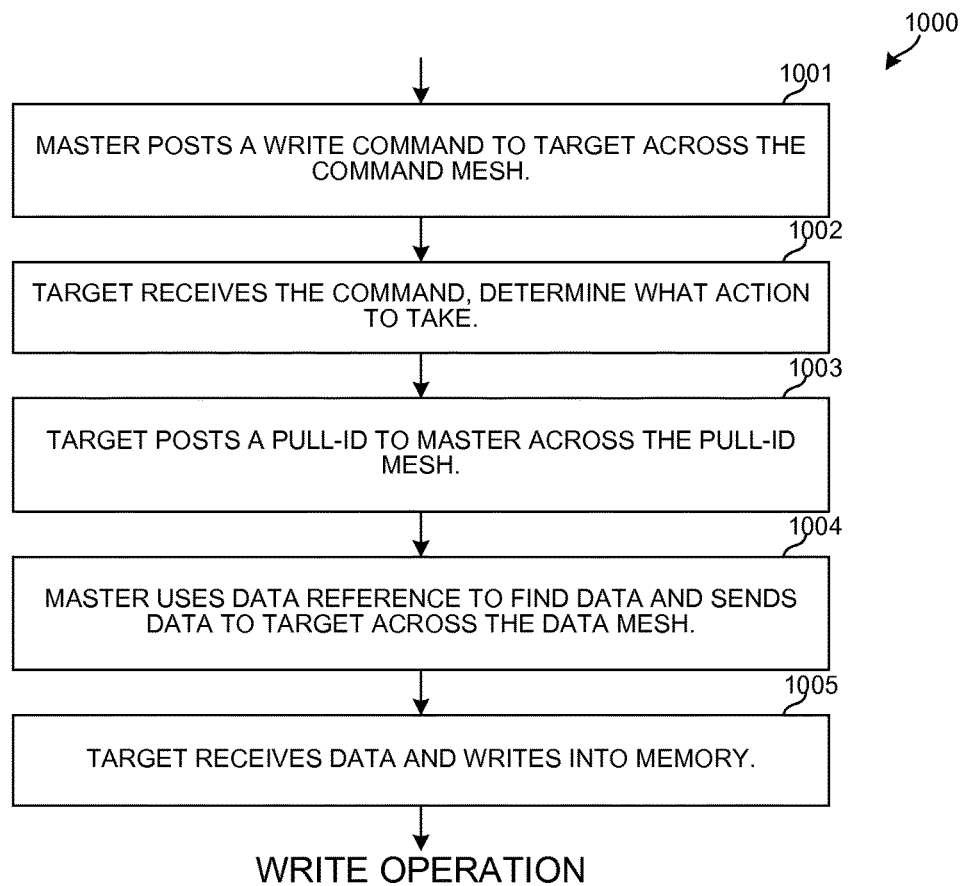 1000
1001
MASTER POSTS A WRITE COMMAND TO TARGET ACROSS THE
COMMAND MESH.
1002
TARGET RECEIVES THE COMMAND, DETERMINE WHAT ACTION
TO TAKE.
1003
TARGET POSTS A PULL-ID TO MASTER ACROSS THE PULL-ID
MESH.
1004
MASTER USES DATA REFERENCE TO FIND DATA AND SENDS
DATA TO TARGET ACROSS THE DATA MESH.
1005
TARGET RECEIVES DATA AND WRITES INTO MEMORY.
WRITE OPERATION